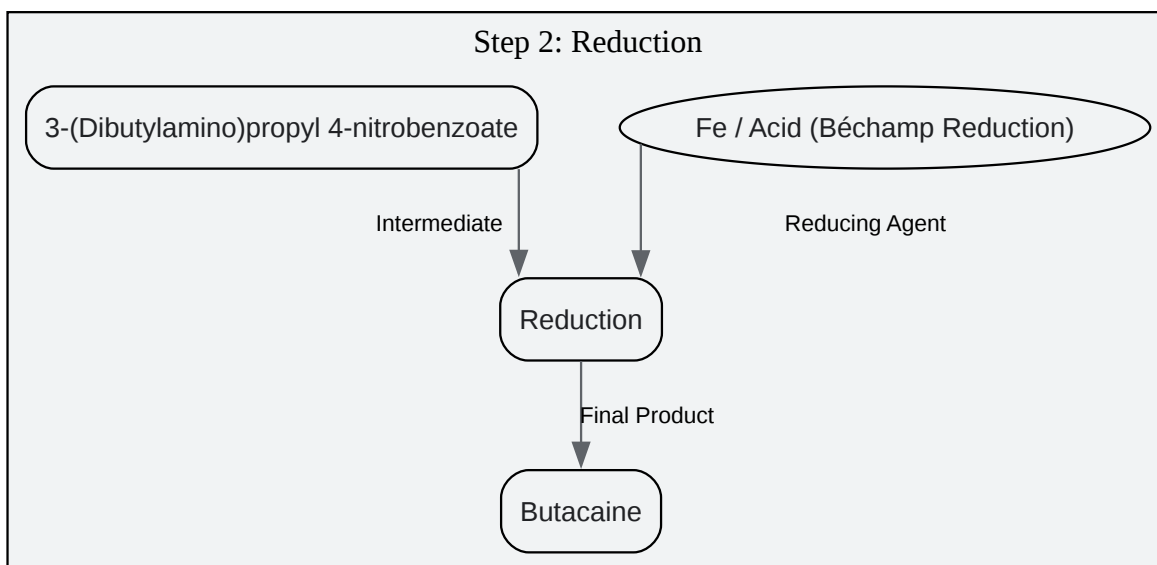 Step 2: Reduction
3-(Dibutylamino)propyl 4-nitrobenzoate
Fe / Acid (Béchamp Reduction)
Intermediate
Reducing Agent
Reduction
Final Product
Butacaine